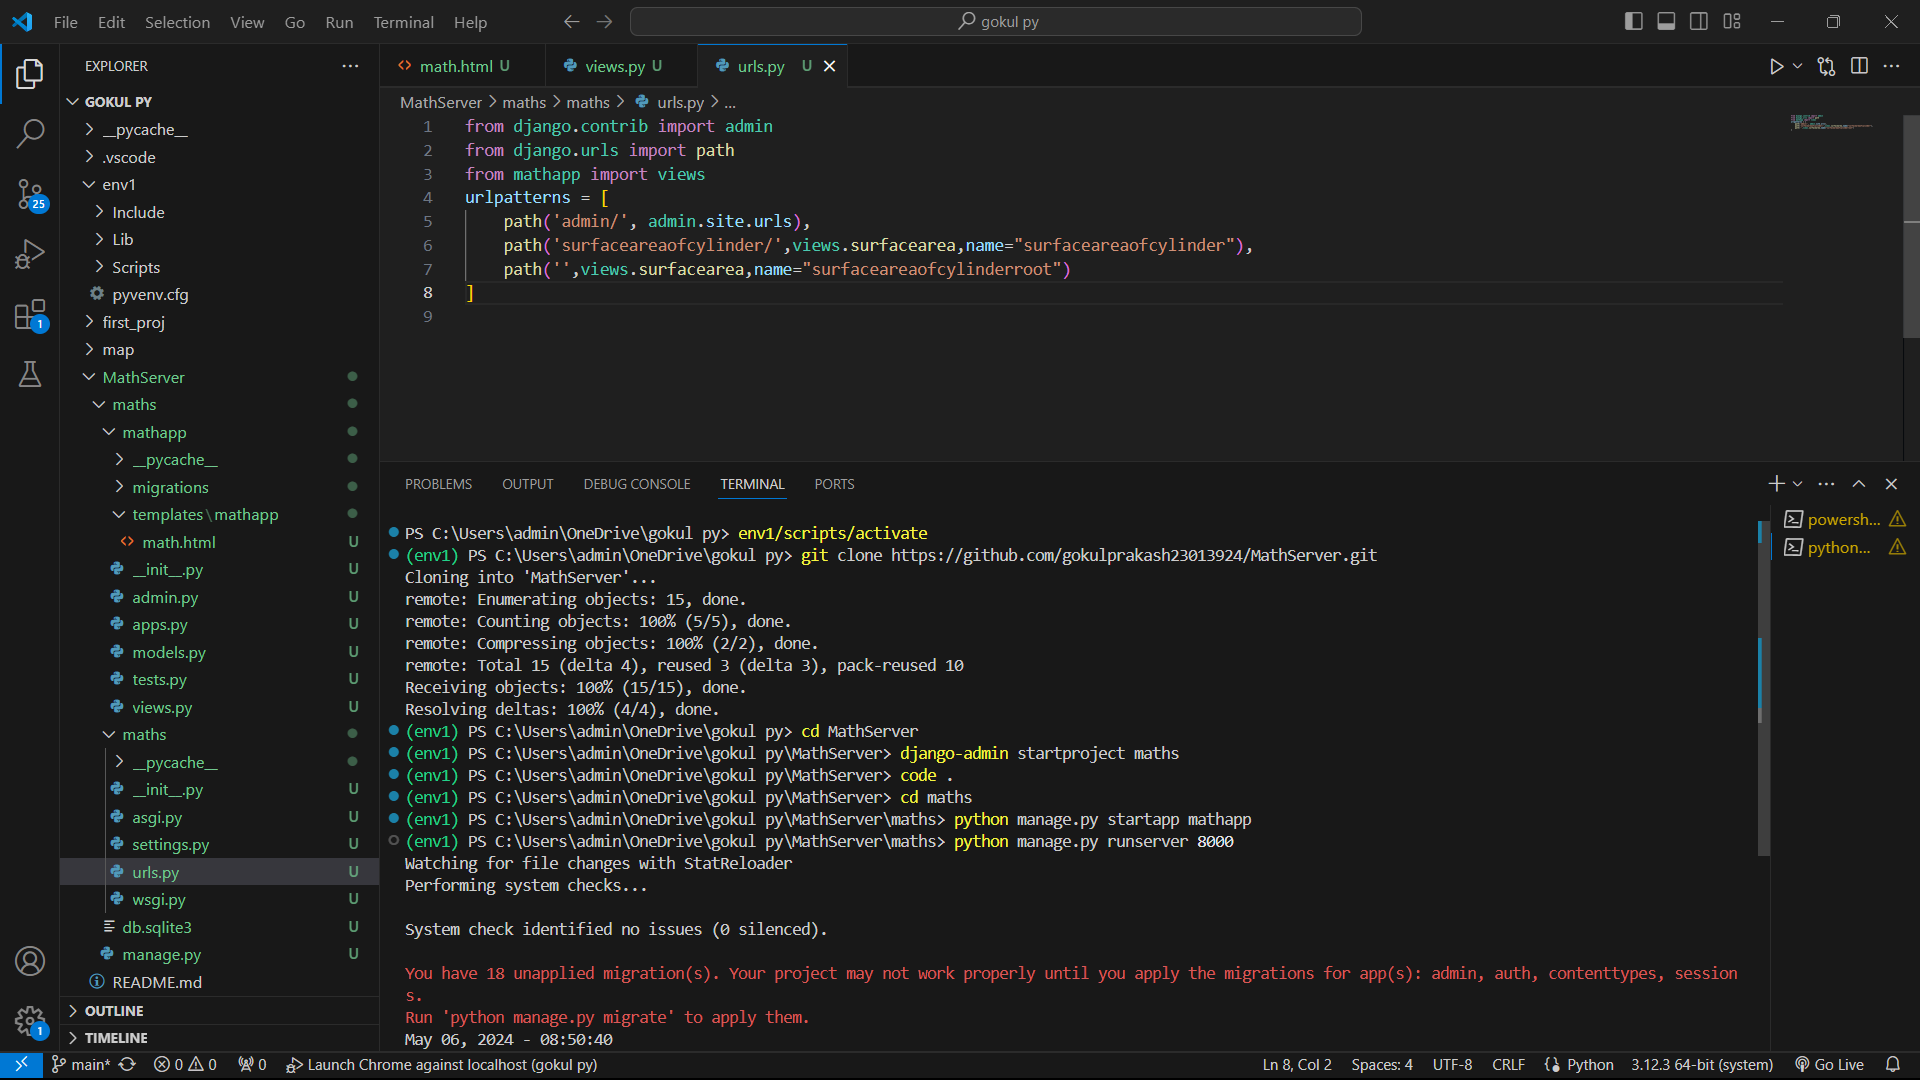 File Edit Selection View Go Run Terminal Help
gokul py
EXPLORER
GOKUL PY
__pycache__
.vscode
env1
Include
Lib
Scripts
pyvenv.cfg
first_proj
map
MathServer
maths
mathapp
__pycache__
migrations
templates\mathapp
math.html U
__init__.py U
admin.py U
apps.py U
models.py U
tests.py U
views.py U
maths
__pycache__
__init__.py U
asgi.py U
settings.py U
urls.py U
wsgi.py U
db.sqlite3 U
manage.py U
README.md
OUTLINE
TIMELINE
25
1
1
math.html U
views.py U
urls.py U
MathServer > maths > maths > urls.py > ...
1 from django.contrib import admin
2 from django.urls import path
3 from mathapp import views
4 urlpatterns = [
5 path('admin/', admin.site.urls),
6 path('surfaceareaofcylinder/',views.surfacearea,name="surfaceareaofcylinder"),
7 path('',views.surfacearea,name="surfaceareaofcylinderroot")
8 ]
9
PROBLEMS OUTPUT DEBUG CONSOLE TERMINAL PORTS
powersh...
python...
PS C:\Users\admin\OneDrive\gokul py> env1/scripts/activate
(env1) PS C:\Users\admin\OneDrive\gokul py> git clone https://github.com/gokulprakash23013924/MathServer.git
Cloning into 'MathServer'...
remote: Enumerating objects: 15, done.
remote: Counting objects: 100% (5/5), done.
remote: Compressing objects: 100% (2/2), done.
remote: Total 15 (delta 4), reused 3 (delta 3), pack-reused 10
Receiving objects: 100% (15/15), done.
Resolving deltas: 100% (4/4), done.
(env1) PS C:\Users\admin\OneDrive\gokul py> cd MathServer
(env1) PS C:\Users\admin\OneDrive\gokul py\MathServer> django-admin startproject maths
(env1) PS C:\Users\admin\OneDrive\gokul py\MathServer> code .
(env1) PS C:\Users\admin\OneDrive\gokul py\MathServer> cd maths
(env1) PS C:\Users\admin\OneDrive\gokul py\MathServer\maths> python manage.py startapp mathapp
(env1) PS C:\Users\admin\OneDrive\gokul py\MathServer\maths> python manage.py runserver 8000
Watching for file changes with StatReloader
Performing system checks...
System check identified no issues (0 silenced).
You have 18 unapplied migration(s). Your project may not work properly until you apply the migrations for app(s): admin, auth, contenttypes, session
s.
Run 'python manage.py migrate' to apply them.
May 06, 2024 - 08:50:40
main* 0 0 0 Launch Chrome against localhost (gokul py) Ln 8, Col 2 Spaces: 4 UTF-8 CRLF Python 3.12.3 64-bit (system) Go Live